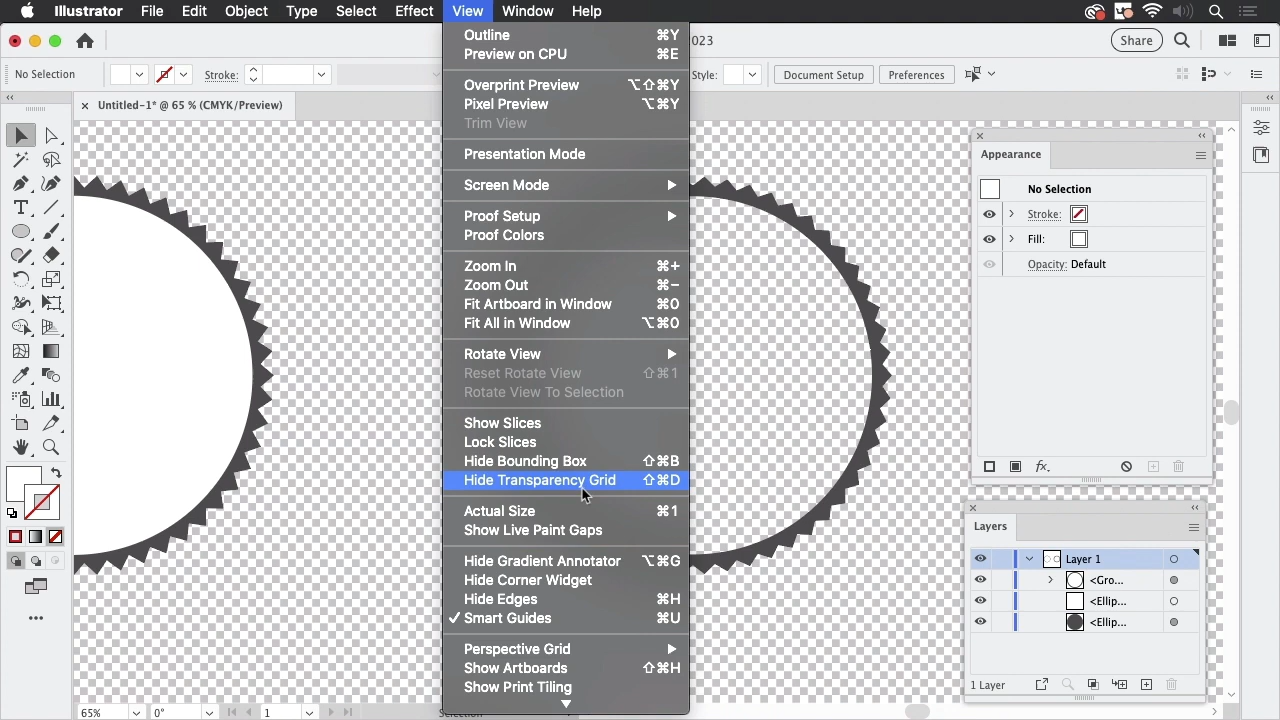 Illustrator File Edit Object Type Select Effect View Window Help
2023
Share
No Selection
Stroke:
Style:
Document Setup
Preferences
Untitled-1* @ 65 % (CMYK/Preview)
Outline ⌘Y
Preview on CPU ⌘E
Overprint Preview ⌥⇧⌘Y
Pixel Preview ⌥⌘Y
Trim View
Presentation Mode
Screen Mode
Proof Setup
Proof Colors
Zoom In ⌘+
Zoom Out ⌘−
Fit Artboard in Window ⌘0
Fit All in Window ⌥⌘0
Rotate View
Reset Rotate View ⇧⌘1
Rotate View To Selection
Show Slices
Lock Slices
Hide Bounding Box ⇧⌘B
Hide Transparency Grid ⇧⌘D
Actual Size ⌘1
Show Live Paint Gaps
Hide Gradient Annotator ⌥⌘G
Hide Corner Widget
Hide Edges ⌘H
✓ Smart Guides ⌘U
Perspective Grid
Show Artboards ⇧⌘H
Show Print Tiling
Appearance
No Selection
Stroke:
Fill:
Opacity: Default
fx.
Layers
Layer 1
<Gro...
<Ellip...
<Ellip...
1 Layer
65%
0°
1
Selection